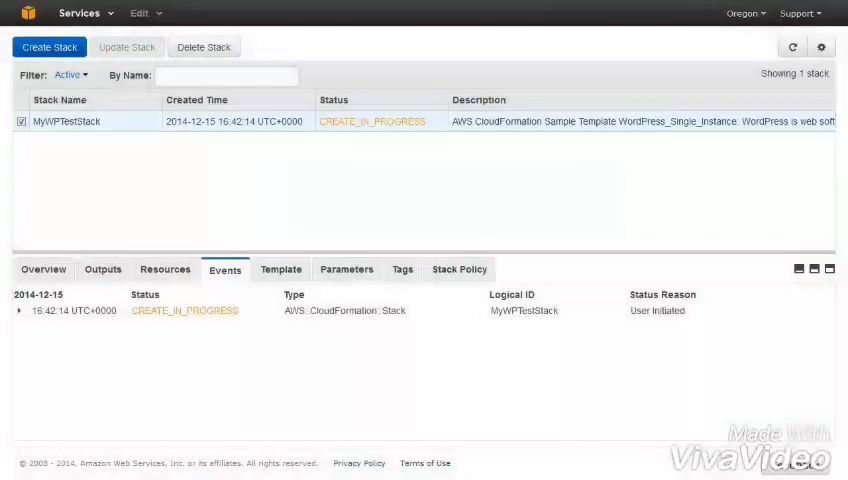 Services Edit Oregon Support
Create Stack Update Stack Delete Stack
Filter: Active By Name: Showing 1 stack
Stack Name Created Time Status Description
MyWPTestStack 2014-12-15 16:42:14 UTC+0000 CREATE_IN_PROGRESS AWS CloudFormation Sample Template WordPress_Single_Instance: WordPress is web soft
Overview Outputs Resources Events Template Parameters Tags Stack Policy
2014-12-15 Status Type Logical ID Status Reason
16:42:14 UTC+0000 CREATE_IN_PROGRESS AWS::CloudFormation::Stack MyWPTestStack User Initiated
Made With
VivaVideo
© 2008 - 2014, Amazon Web Services, Inc. or its affiliates. All rights reserved. Privacy Policy Terms of Use